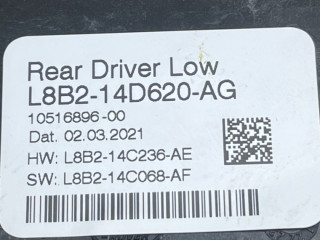 Rear Driver Low
L8B2-14D620-AG
10516896-00
Dat. 02.03.2021
HW: L8B2-14C236-AE
SW: L8B2-14C068-AF